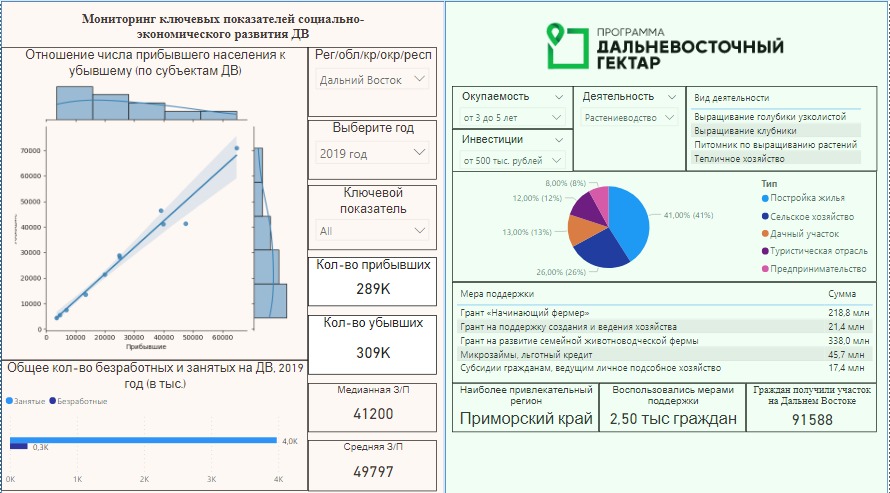 Мониторинг ключевых показателей социально-
экономического развития ДВ
Отношение числа прибывшего населения к
убывшему (по субъектам ДВ)
70000
60000
50000
40000
30000
20000
10000
0
0
10000
20000
30000
40000
50000
60000
Прибывшие
Рег/обл/кр/окр/респ
Дальний Восток
Выберите год
2019 год
Ключевой
показатель
All
Кол-во прибывших
289K
Кол-во убывших
309K
Медианная З/П
41200
Средняя З/П
49797
Общее кол-во безработных и занятых на ДВ, 2019
год (в тыс.)
Занятые
Безработные
4,0K
0,3K
0K
1K
2K
3K
4K
ПРОГРАММА
ДАЛЬНЕВОСТОЧНЫЙ
ГЕКТАР
Окупаемость
от 3 до 5 лет
Деятельность
Растениеводство
Инвестиции
от 500 тыс. рублей
Вид деятельности
Выращивание голубики узколистой
Выращивание клубники
Питомник по выращиванию растений
Тепличное хозяйство
8,00% (8%)
12,00% (12%)
13,00% (13%)
26,00% (26%)
41,00% (41%)
Тип
Постройка жилья
Сельское хозяйство
Дачный участок
Туристическая отрасль
Предпринимательство
Мера поддержки Сумма
Грант «Начинающий фермер» 218,8 млн
Грант на поддержку создания и ведения хозяйства 21,4 млн
Грант на развитие семейной животноводческой фермы 338,0 млн
Микрозаймы, льготный кредит 45,7 млн
Субсидии гражданам, ведущим личное подсобное хозяйство 17,4 млн
Наиболее привлекательный
регион
Приморский край
Воспользовались мерами
поддержки
2,50 тыс граждан
Граждан получили участок
на Дальнем Востоке
91588